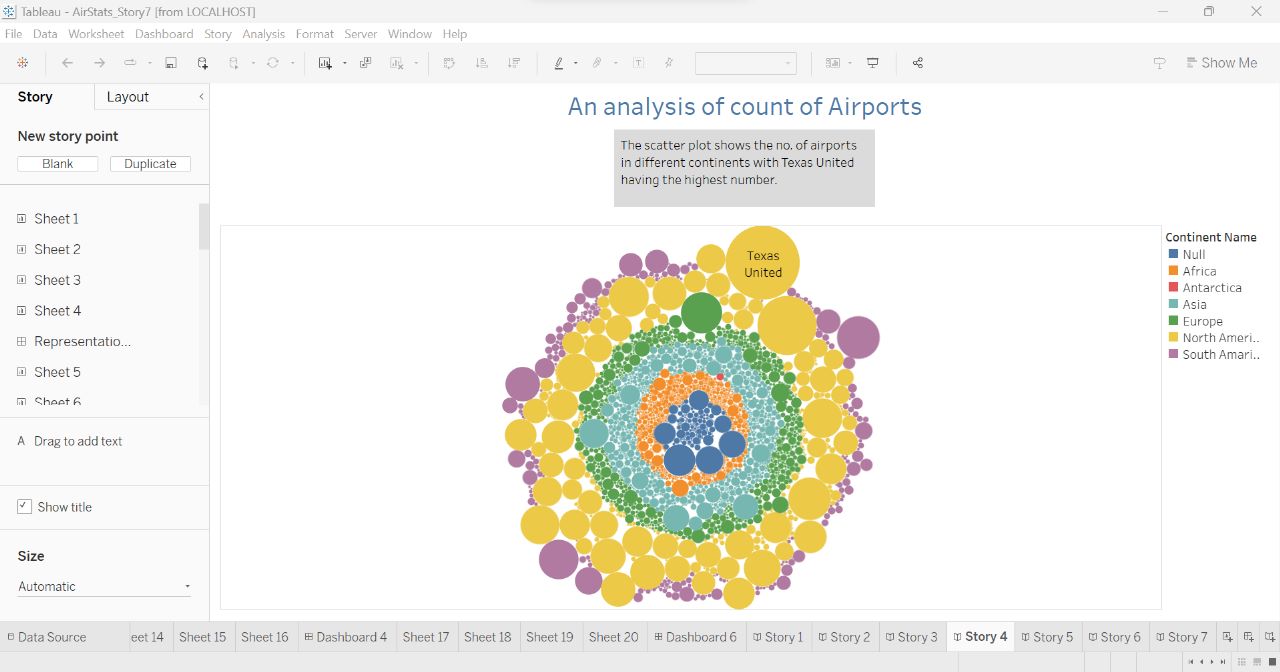 Tableau - AirStats_Story7 [from LOCALHOST]
File Data Worksheet Dashboard Story Analysis Format Server Window Help
Show Me
Story Layout
New story point
Blank Duplicate
Sheet 1
Sheet 2
Sheet 3
Sheet 4
Representatio...
Sheet 5
Sheet 6
A Drag to add text
Show title
Size
Automatic
An analysis of count of Airports
The scatter plot shows the no. of airports
in different continents with Texas United
having the highest number.
Texas
United
Continent Name
Null
Africa
Antarctica
Asia
Europe
North Ameri..
South Amari..
Data Source eet 14 Sheet 15 Sheet 16 Dashboard 4 Sheet 17 Sheet 18 Sheet 19 Sheet 20 Dashboard 6 Story 1 Story 2 Story 3 Story 4 Story 5 Story 6 Story 7